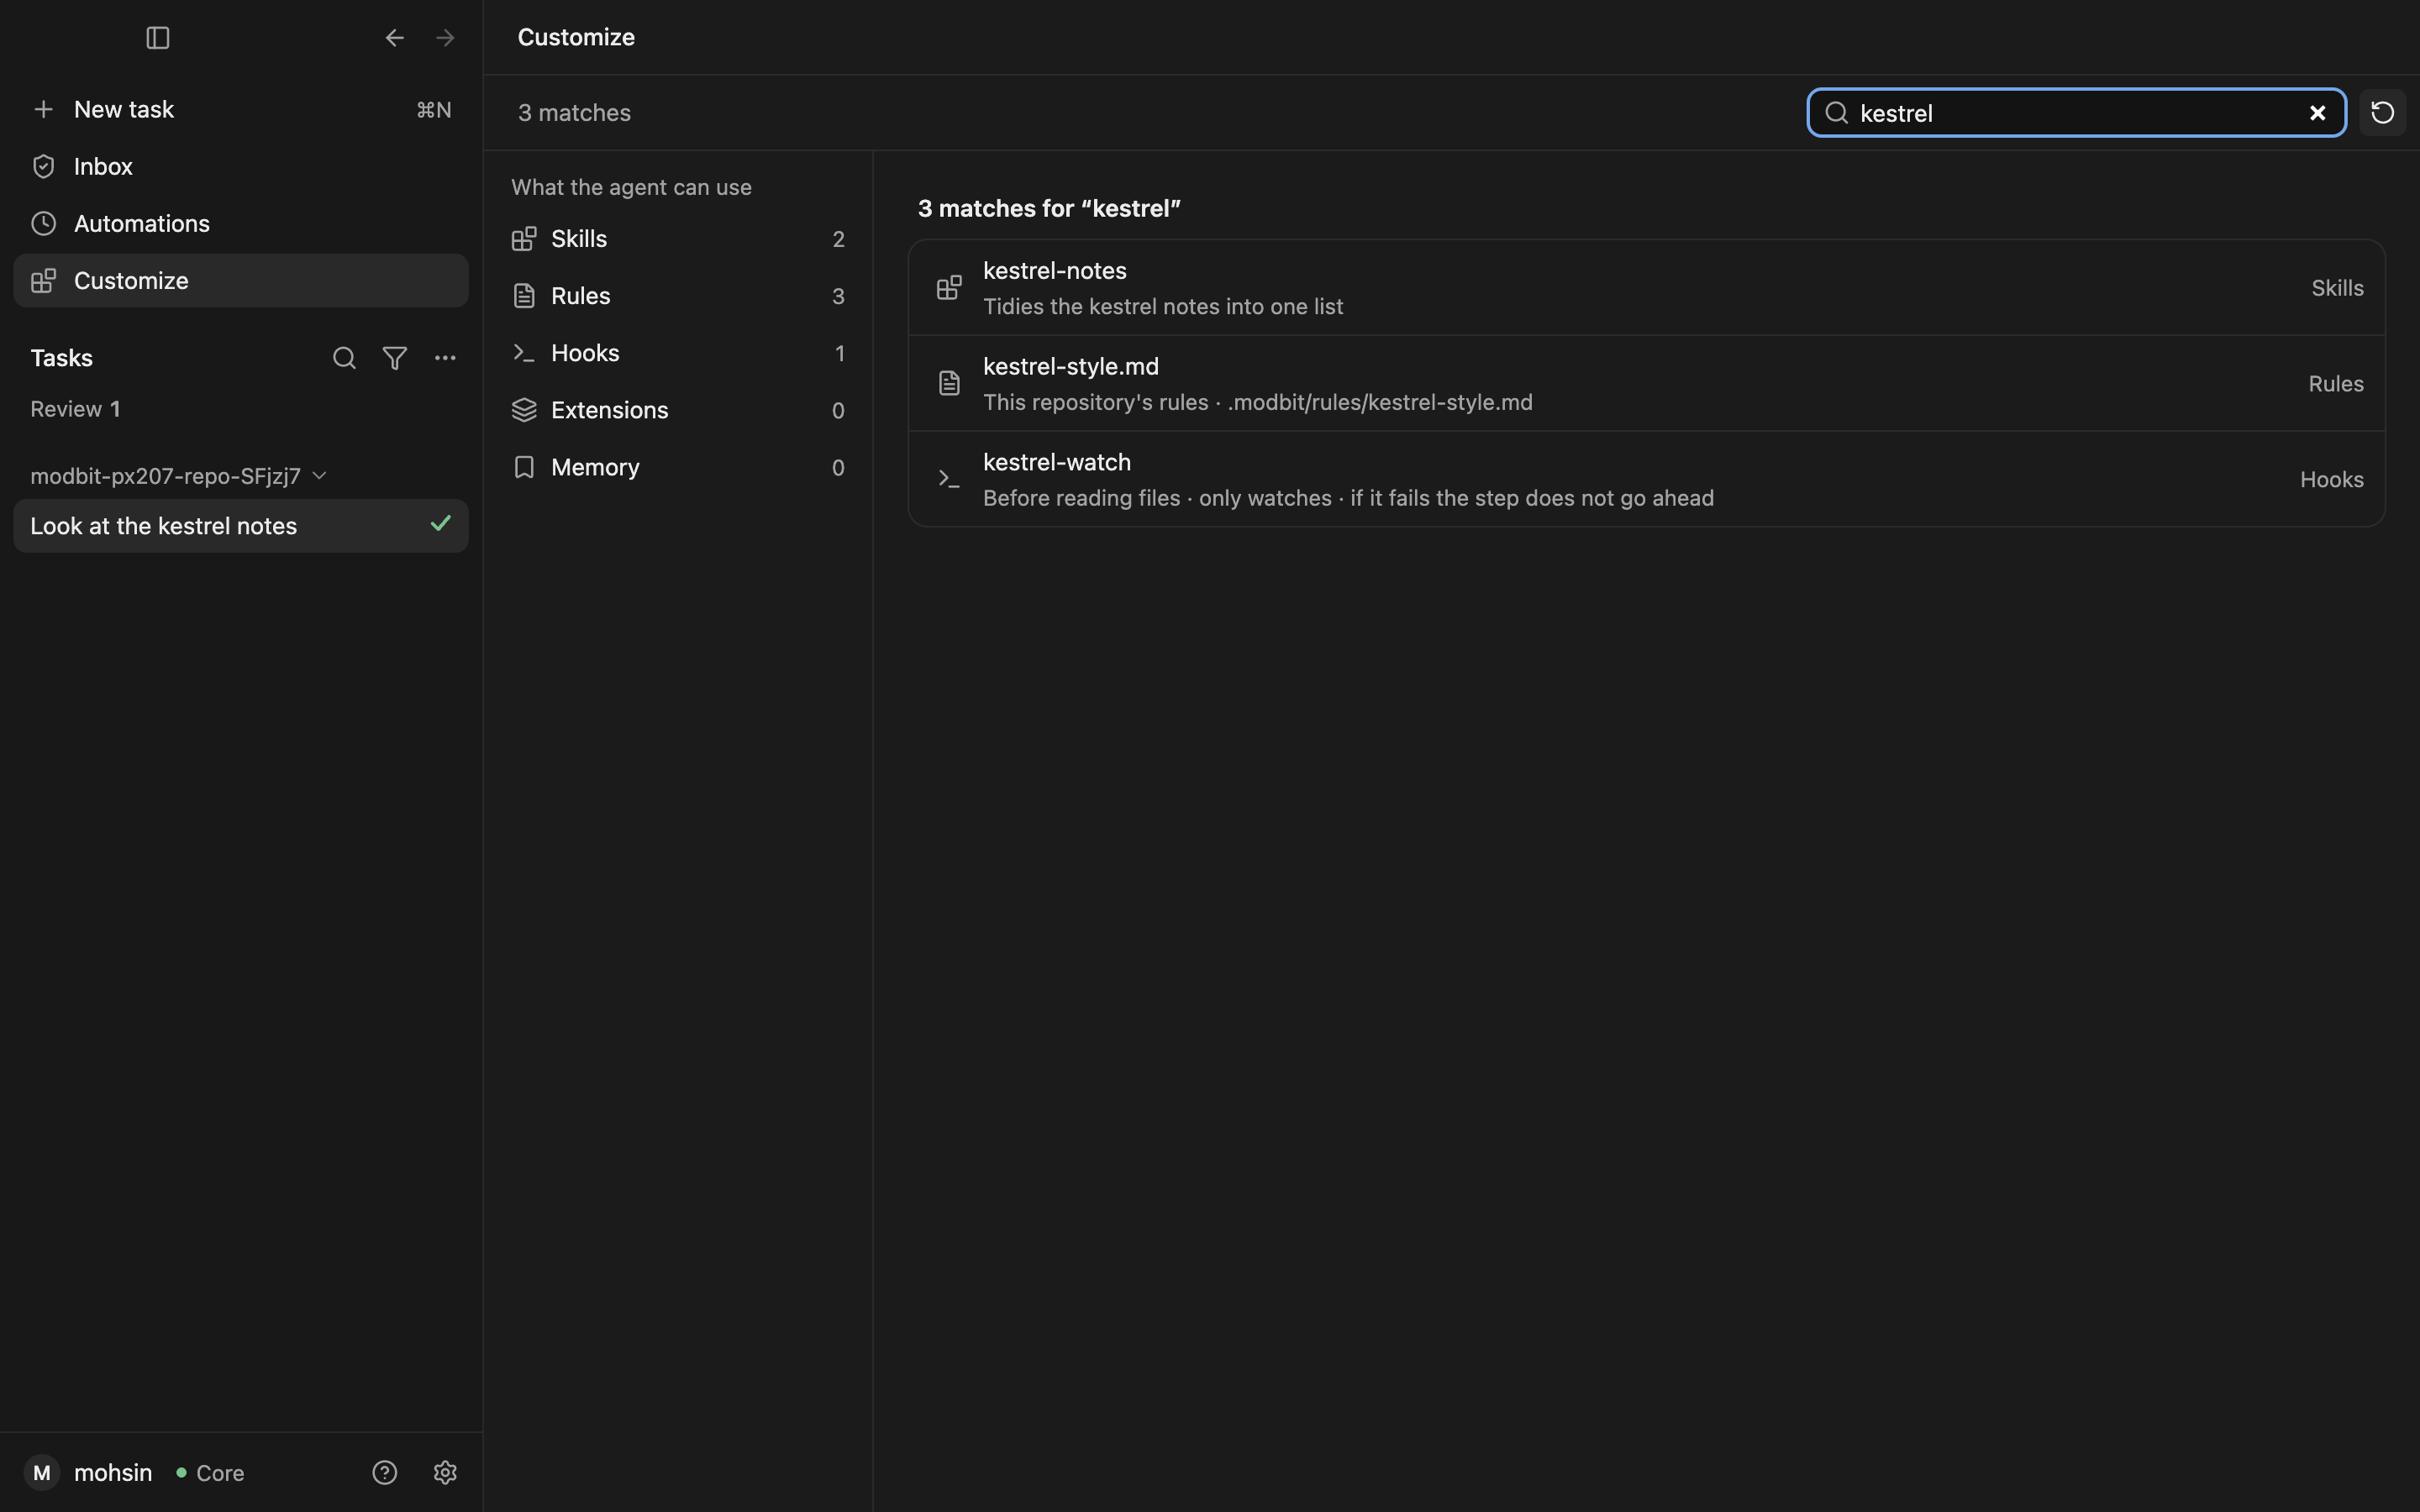 Customize
New task ⌘N
Inbox
Automations
Customize
Tasks
Review 1
modbit-px207-repo-SFjzj7
Look at the kestrel notes
M mohsin Core
3 matches
kestrel
What the agent can use
Skills 2
Rules 3
Hooks 1
Extensions 0
Memory 0
3 matches for “kestrel”
kestrel-notes
Tidies the kestrel notes into one list
Skills
kestrel-style.md
This repository's rules · .modbit/rules/kestrel-style.md
Rules
kestrel-watch
Before reading files · only watches · if it fails the step does not go ahead
Hooks